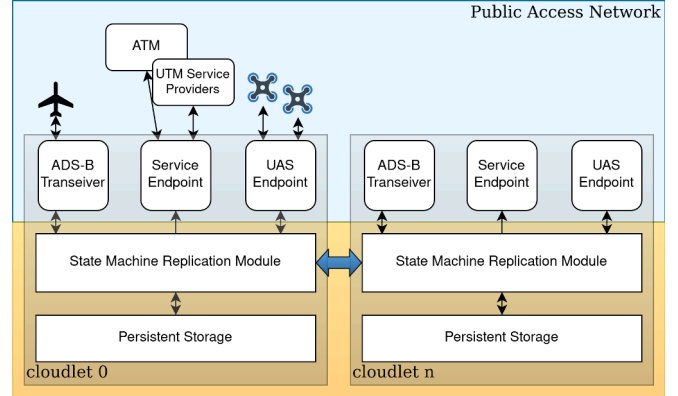 Public Access Network
ATM
UTM Service
Providers
ADS-B
Transeiver
Service
Endpoint
UAS
Endpoint
ADS-B
Transeiver
Service
Endpoint
UAS
Endpoint
State Machine Replication Module
State Machine Replication Module
Persistent Storage
Persistent Storage
cloudlet 0
cloudlet n